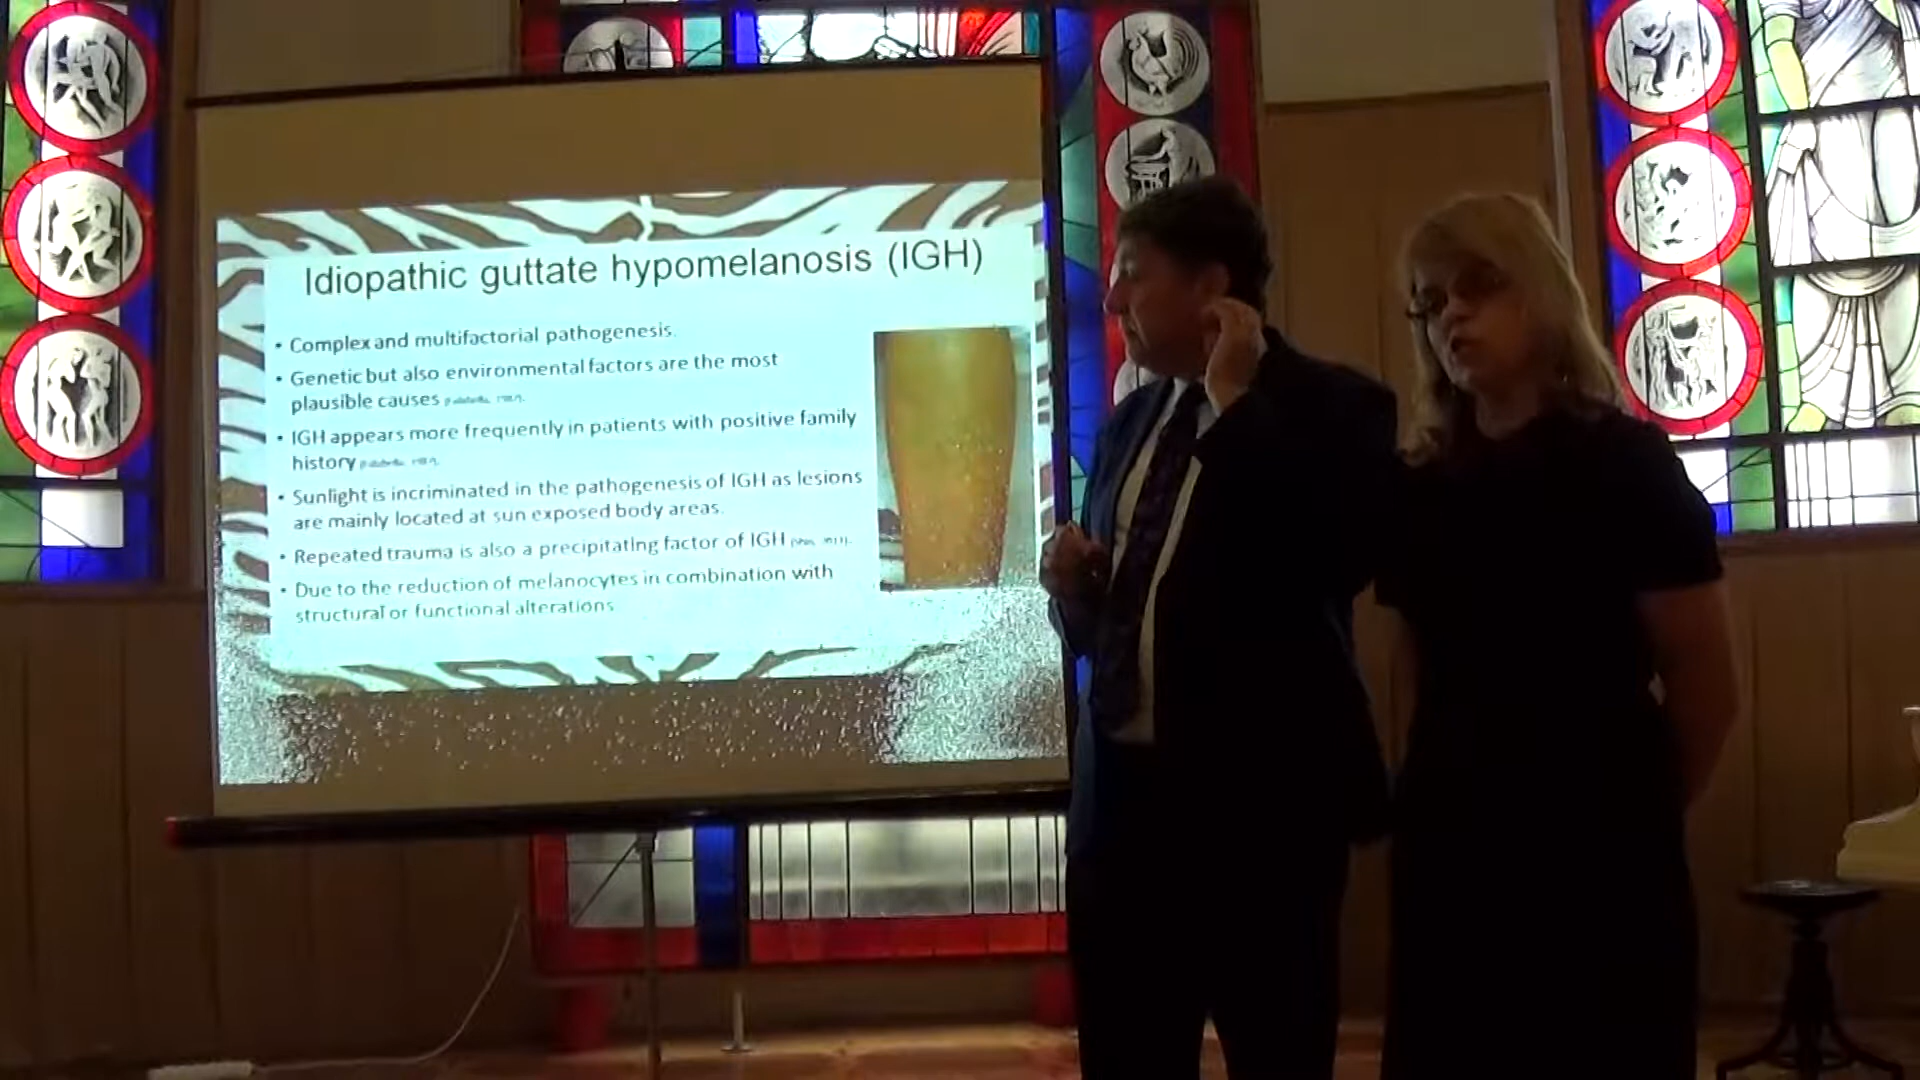 Idiopathic guttate hypomelanosis (IGH)
• Complex and multifactorial pathogenesis.
• Genetic but also environmental factors are the most
plausible causes
• IGH appears more frequently in patients with positive family
history
• Sunlight is incriminated in the pathogenesis of IGH as lesions
are mainly located at sun exposed body areas.
• Repeated trauma is also a precipitating factor of IGH
• Due to the reduction of melanocytes in combination with
structural or functional alterations